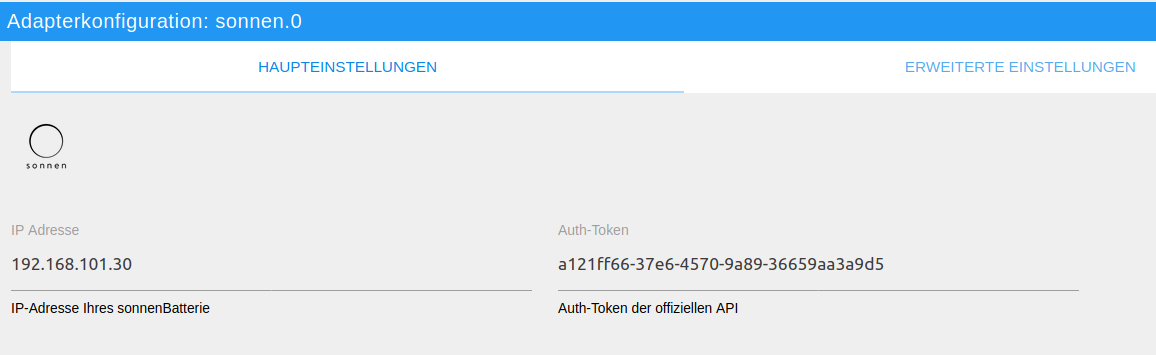 Adapterkonfiguration: sonnen.0
HAUPTEINSTELLUNGEN ERWEITERTE EINSTELLUNGEN
sonnen
IP Adresse Auth-Token
192.168.101.30 a121ff66-37e6-4570-9a89-36659aa3a9d5
IP-Adresse Ihres sonnenBatterie Auth-Token der offiziellen API